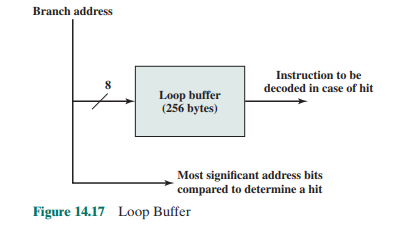 Branch address
8
Loop buffer
(256 bytes)
Instruction to be
decoded in case of hit
Most significant address bits
compared to determine a hit
Figure 14.17 Loop Buffer